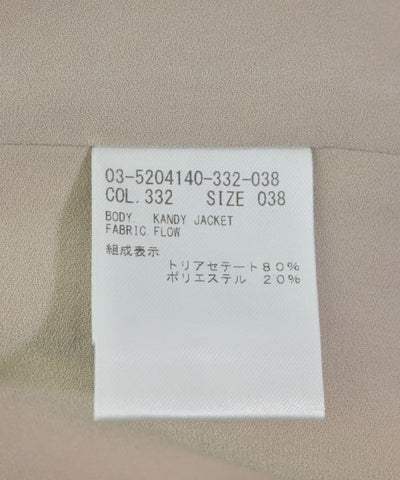 03-5204140-332-038
COL.332 SIZE 038
BODY. KANDY JACKET
FABRIC.FLOW
組成表示
トリアセテート80%
ポリエステル 20%